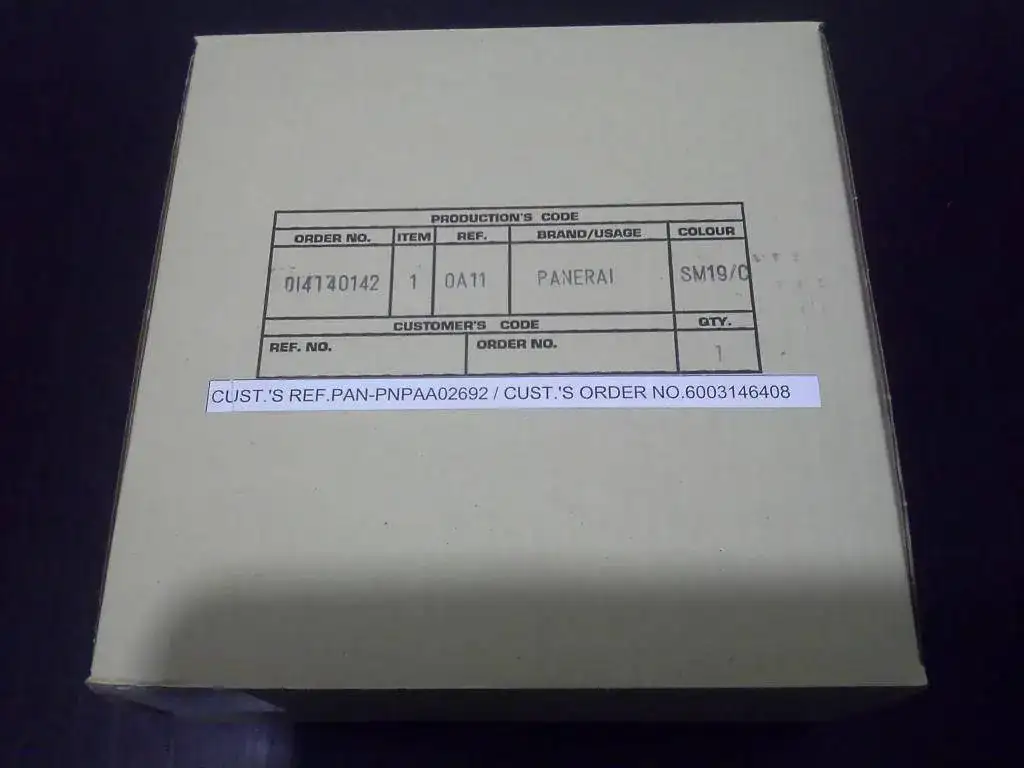 PRODUCTION'S CODE
ORDER NO. ITEM REF. BRAND/USAGE COLOUR
0I4140142 1 0A11 PANERAI SM19/C
CUSTOMER'S CODE QTY.
REF. NO. ORDER NO. 1
CUST.'S REF.PAN-PNPAA02692 / CUST.'S ORDER NO.6003146408